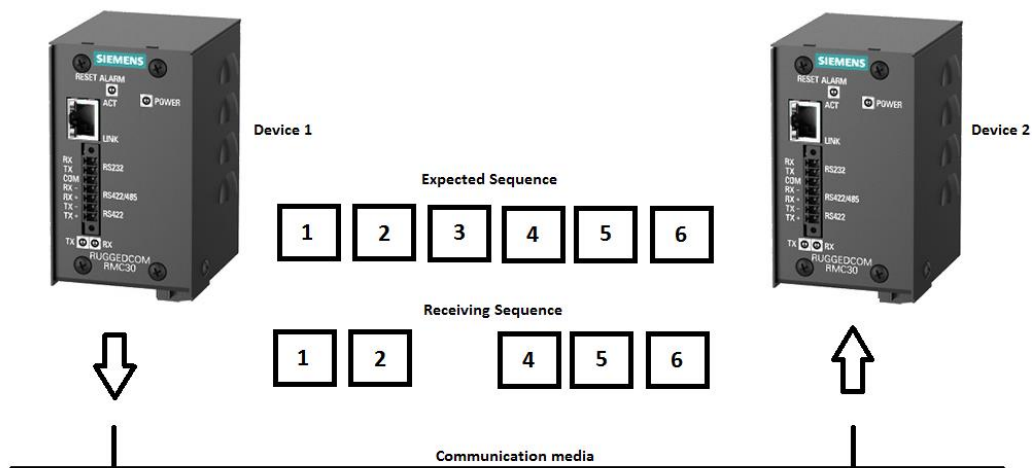 SIEMENS
RESET ALARM
ACT
POWER
LINK
RX
TX
COM
RX -
RX +
TX -
TX +
RS232
RS422/485
RS422
TX RX
RUGGEDCOM
RMC30
Device 1
Expected Sequence
1 2 3 4 5 6
Receiving Sequence
1 2 4 5 6
SIEMENS
RESET ALARM
ACT
POWER
LINK
RX
TX
COM
RX -
RX +
TX -
TX +
RS232
RS422/485
RS422
TX RX
RUGGEDCOM
RMC30
Device 2
Communication media